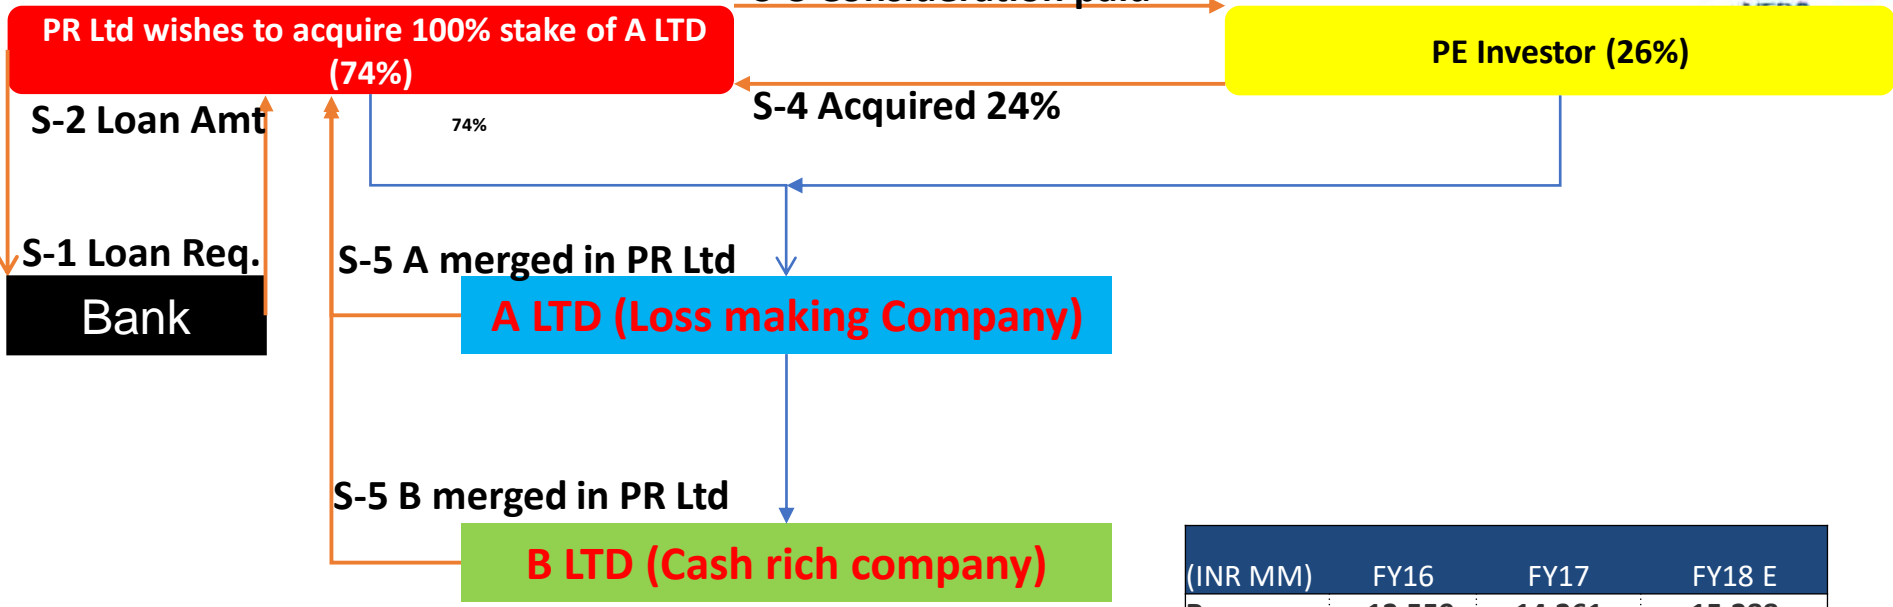 PR Ltd wishes to acquire 100% stake of A LTD
(74%)
PE Investor (26%)
S-2 Loan Amt
74%
S-4 Acquired 24%
S-1 Loan Req.
S-5 A merged in PR Ltd
Bank
A LTD (Loss making Company)
S-5 B merged in PR Ltd
B LTD (Cash rich company)
(INR MM) FY16 FY17 FY18 E